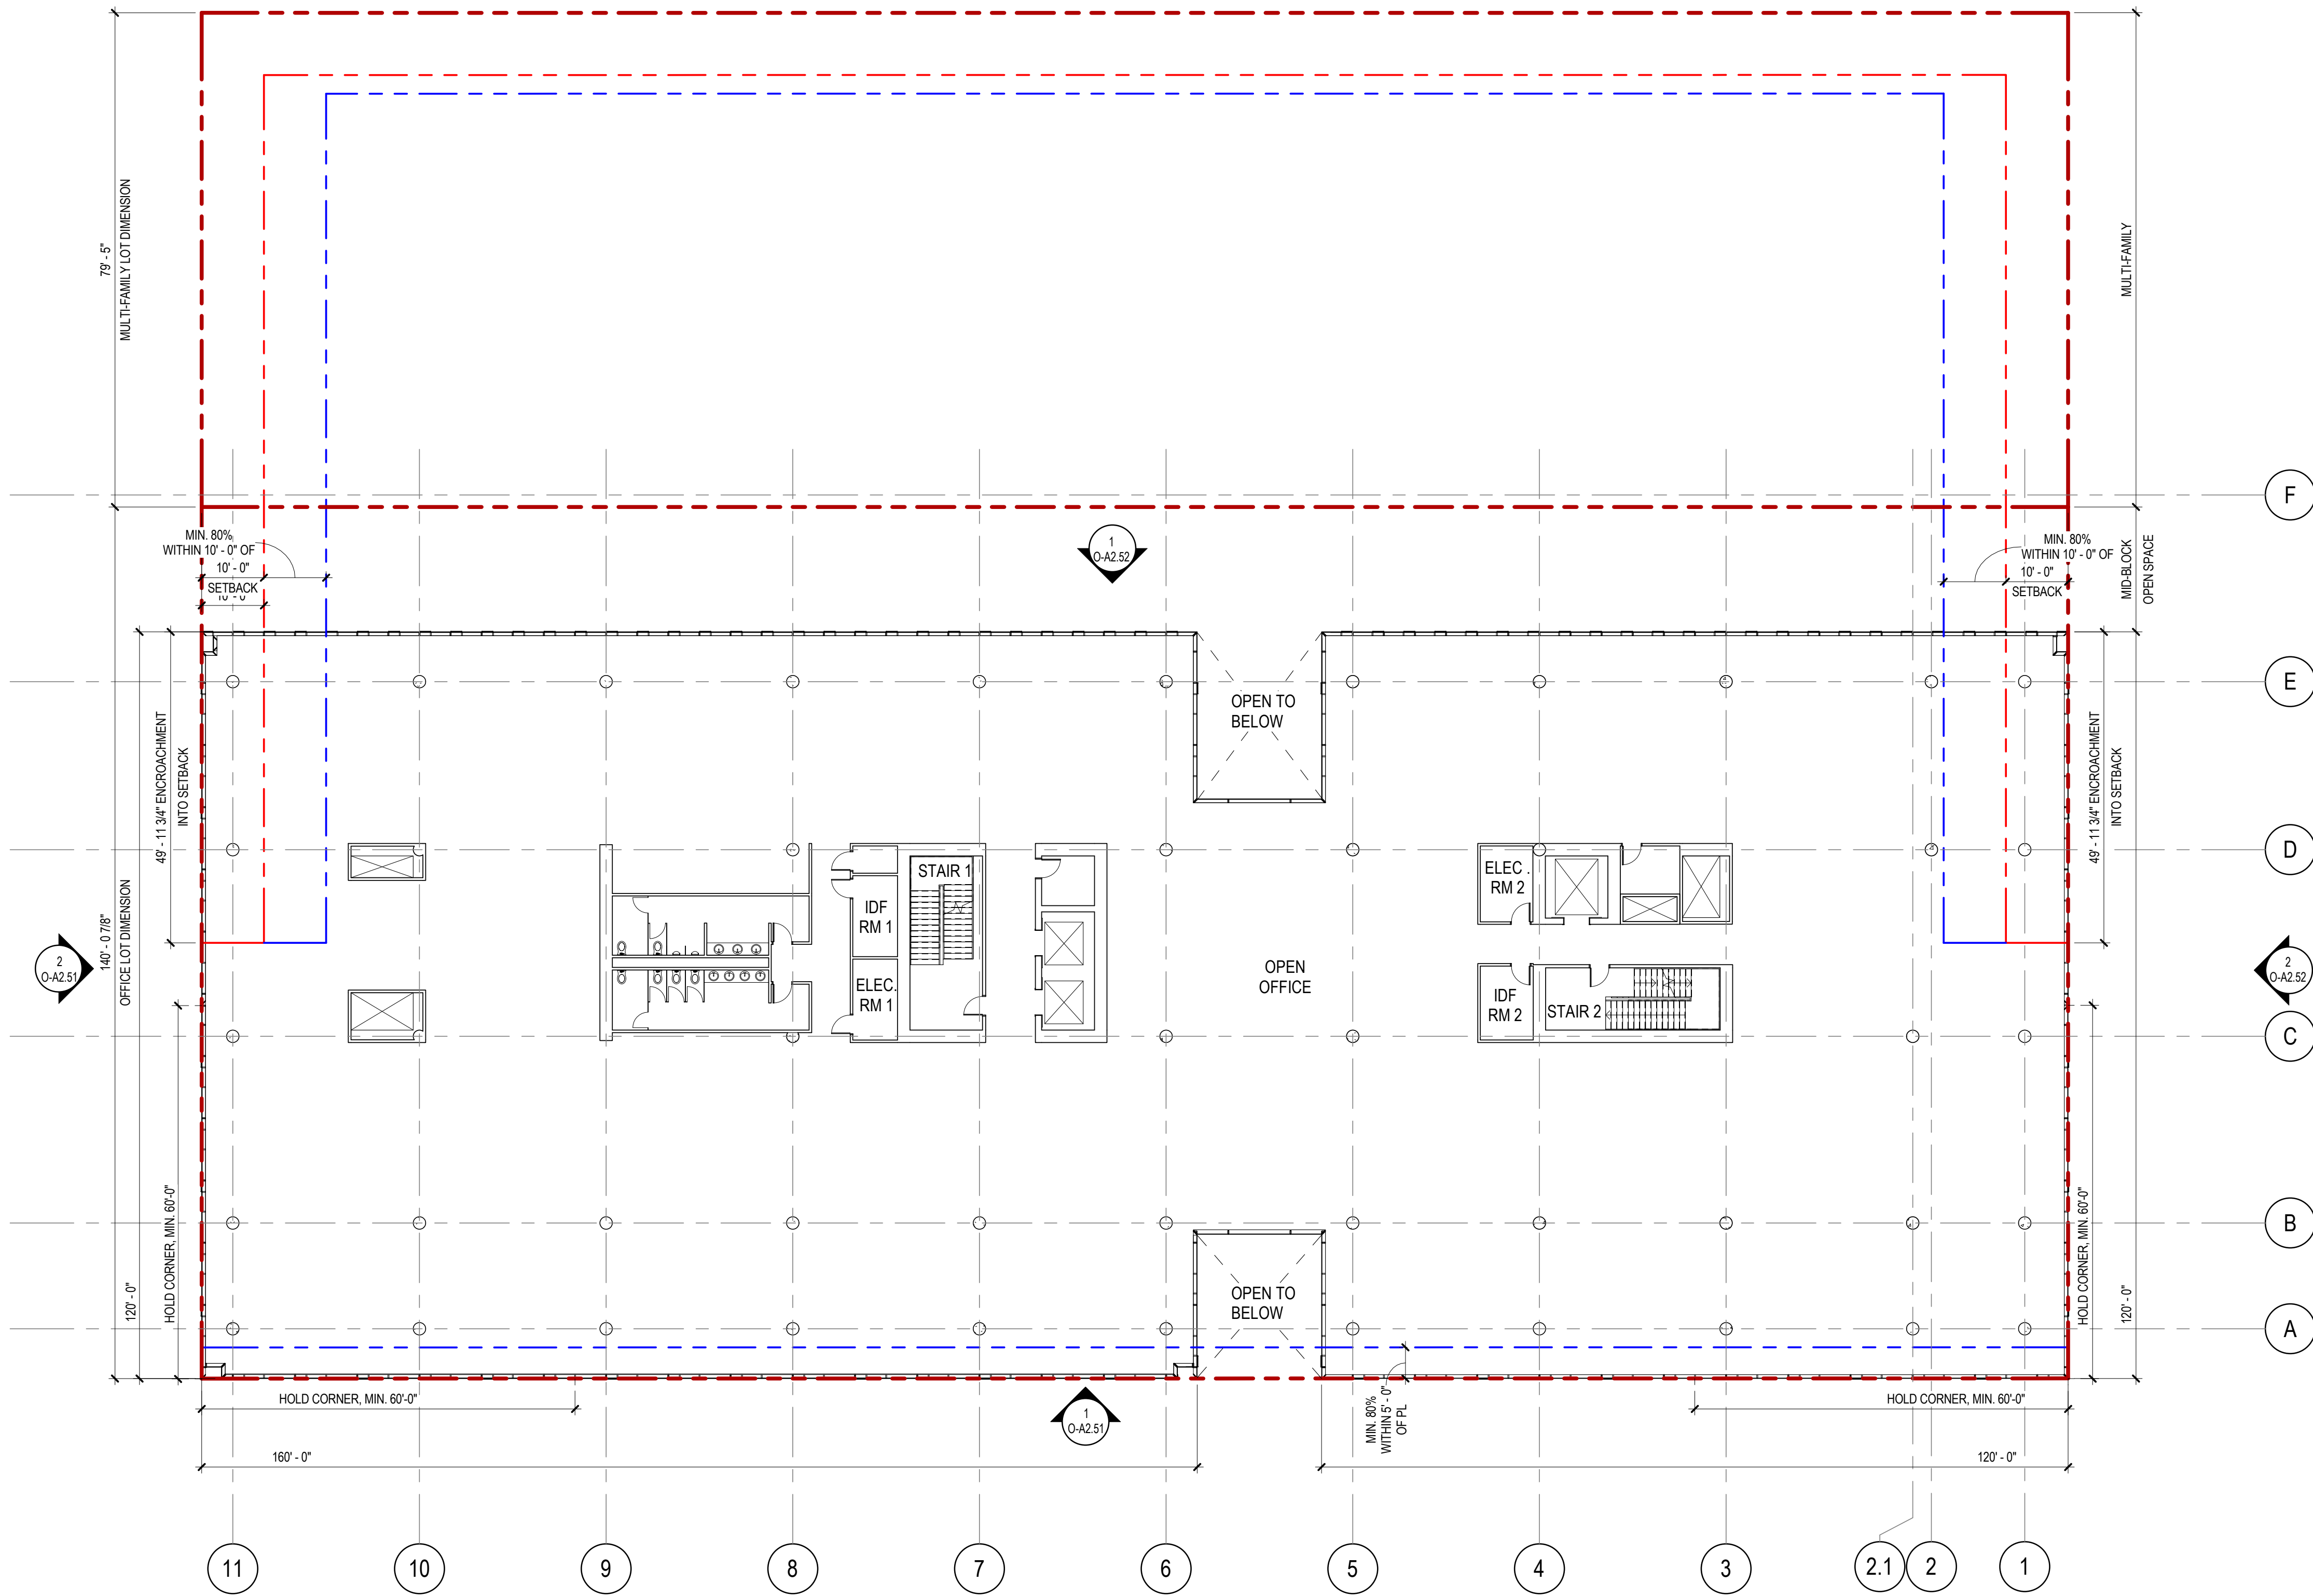 79' - 5"
MULTI-FAMILY LOT DIMENSION
MULTI-FAMILY
F
MIN. 80%
WITHIN 10' - 0" OF
10' - 0"
SETBACK
1
O-A2.52
MIN. 80%
WITHIN 10' - 0" OF
10' - 0"
SETBACK
MID-BLOCK
OPEN SPACE
E
OPEN TO
BELOW
49' - 11 3/4" ENCROACHMENT
INTO SETBACK
49' - 11 3/4" ENCROACHMENT
INTO SETBACK
D
STAIR 1
IDF
RM 1
ELEC.
RM 1
ELEC .
RM 2
OPEN
OFFICE
IDF
RM 2
STAIR 2
140' - 0 7/8"
OFFICE LOT DIMENSION
2
O-A2.51
2
O-A2.52
C
HOLD CORNER, MIN. 60'-0"
HOLD CORNER, MIN. 60'-0"
B
120' - 0"
120' - 0"
OPEN TO
BELOW
A
HOLD CORNER, MIN. 60'-0"
1
O-A2.51
MIN. 80%
WITHIN 5' - 0"
OF PL
HOLD CORNER, MIN. 60'-0"
160' - 0"
120' - 0"
11
10
9
8
7
6
5
4
3
2.1
2
1